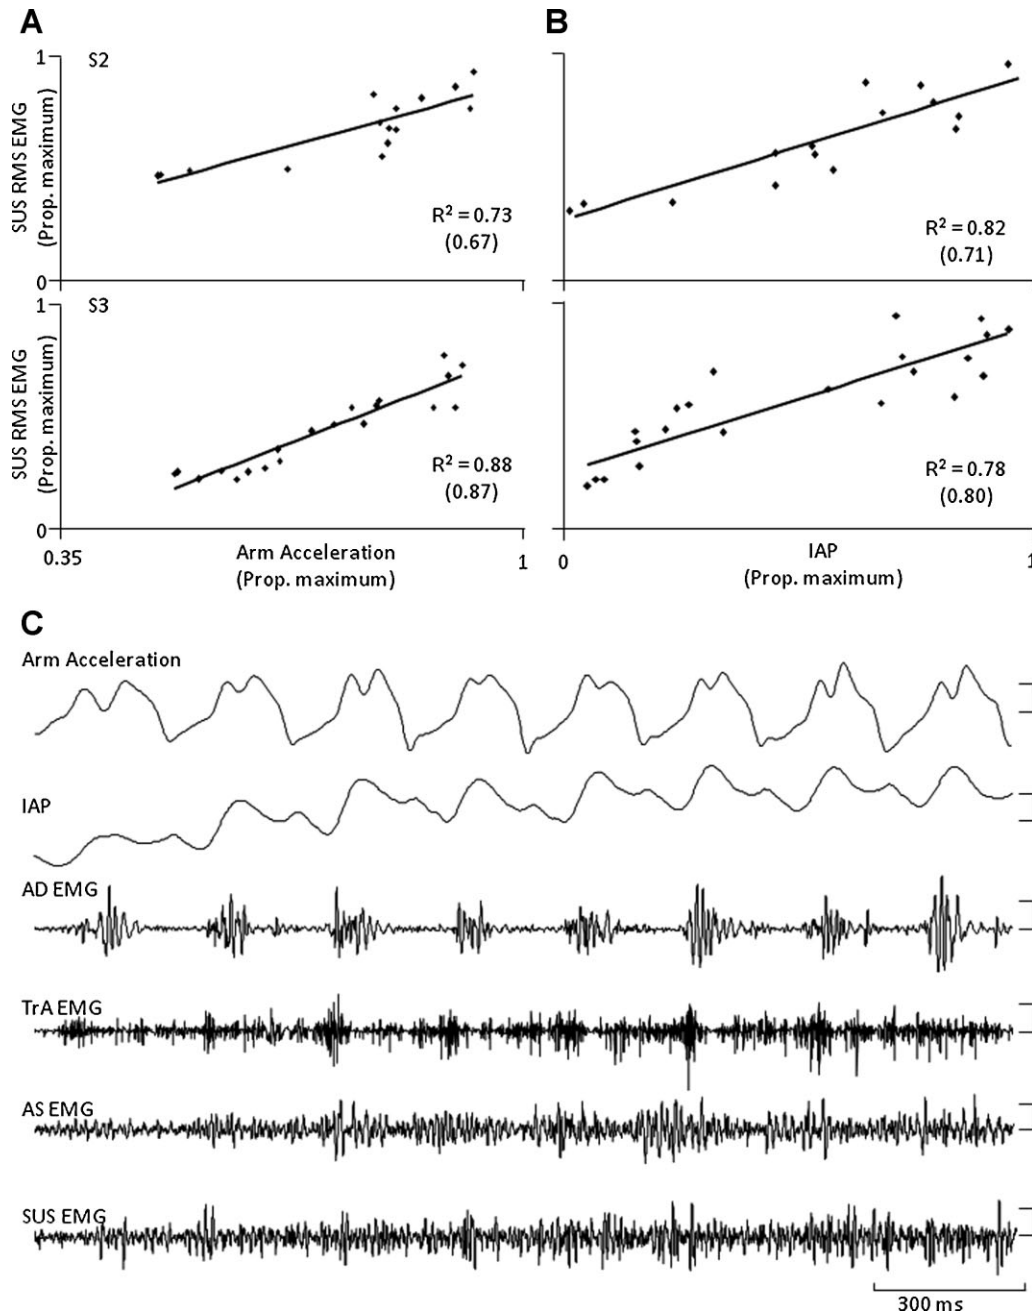 A
B
1
S2
SUS RMS EMG
(Prop. maximum)
R² = 0.73
(0.67)
R² = 0.82
(0.71)
0
1
S3
SUS RMS EMG
(Prop. maximum)
R² = 0.88
(0.87)
R² = 0.78
(0.80)
0
0.35
Arm Acceleration
(Prop. maximum)
1
0
IAP
(Prop. maximum)
1
C
Arm Acceleration
IAP
AD EMG
TrA EMG
AS EMG
SUS EMG
300 ms